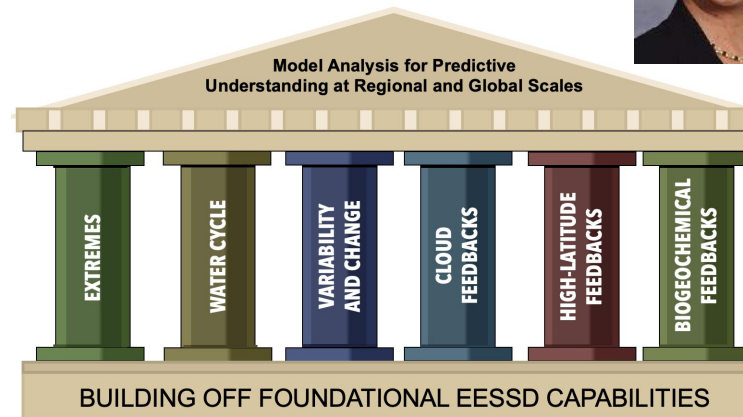 Model Analysis for Predictive
Understanding at Regional and Global Scales
EXTREMES
WATER CYCLE
VARIABILITY
AND CHANGE
CLOUD
FEEDBACKS
HIGH-LATITUDE
FEEDBACKS
BIOGEOCHEMICAL
FEEDBACKS
BUILDING OFF FOUNDATIONAL EESSD CAPABILITIES